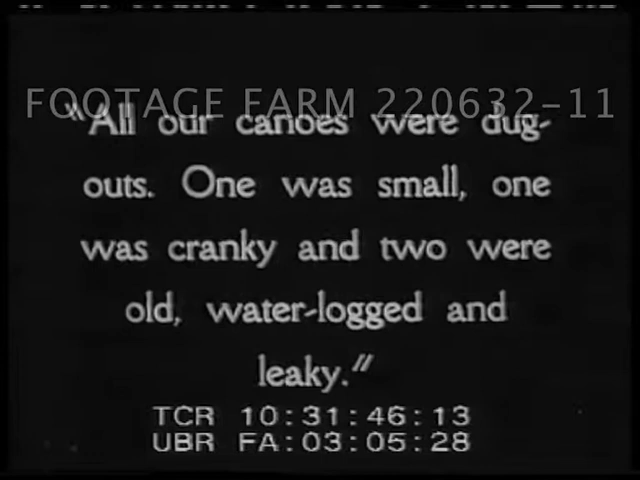 FOOTAGE FARM 220632-11
"All our canoes were dug-
outs. One was small, one
was cranky and two were
old, water-logged and
leaky."
TCR 10:31:46:13
UBR FA:03:05:28